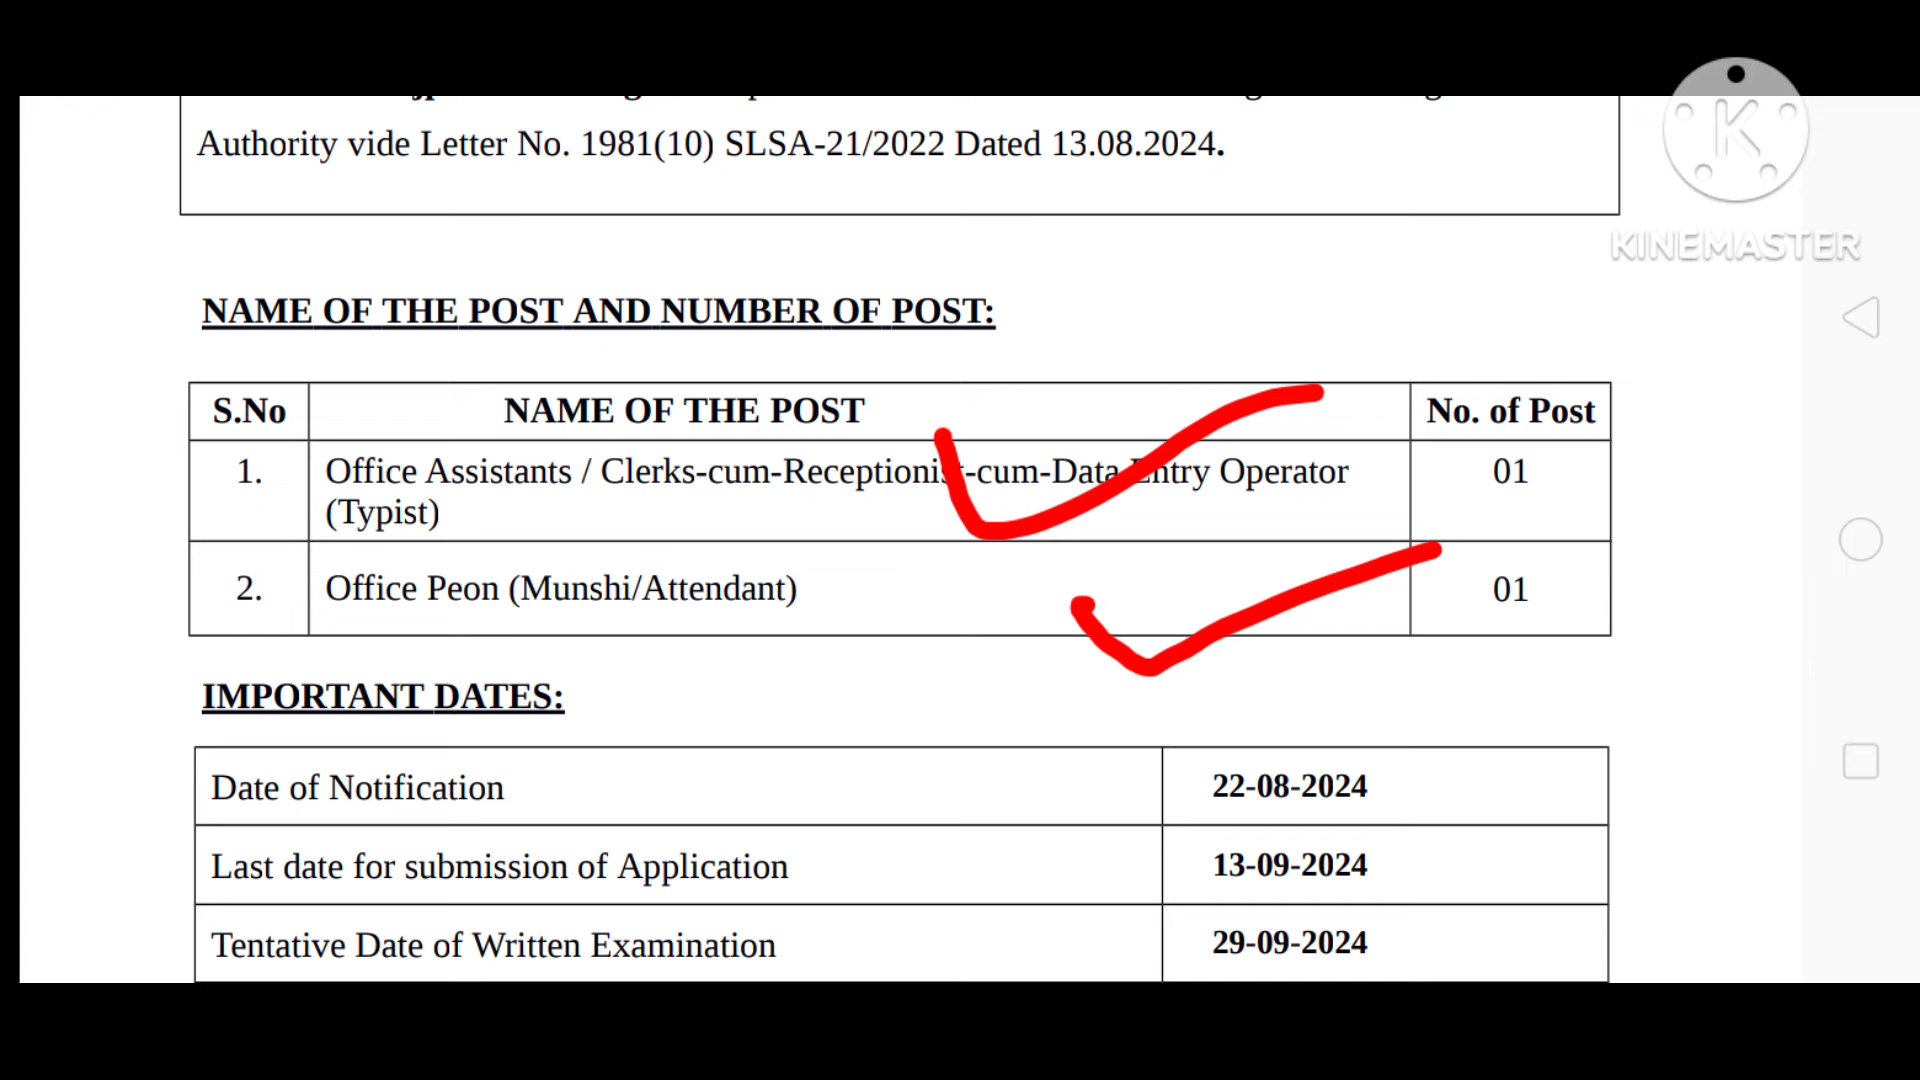 Authority vide Letter No. 1981(10) SLSA-21/2022 Dated 13.08.2024.
KINEMASTER
NAME OF THE POST AND NUMBER OF POST:
S.No NAME OF THE POST No. of Post
1. Office Assistants / Clerks-cum-Receptionist-cum-Data Entry Operator 01
(Typist)
2. Office Peon (Munshi/Attendant) 01
IMPORTANT DATES:
Date of Notification 22-08-2024
Last date for submission of Application 13-09-2024
Tentative Date of Written Examination 29-09-2024